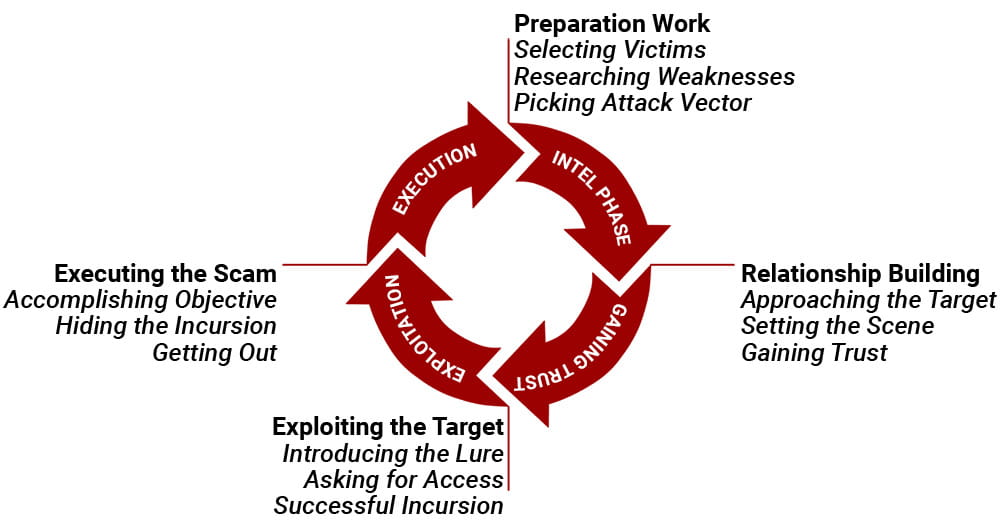 Preparation Work
Selecting Victims
Researching Weaknesses
Picking Attack Vector
EXECUTION
INTEL PHASE
Executing the Scam
Accomplishing Objective
Hiding the Incursion
Getting Out
Relationship Building
Approaching the Target
Setting the Scene
Gaining Trust
EXPLOITATION
GAINING TRUST
Exploiting the Target
Introducing the Lure
Asking for Access
Successful Incursion